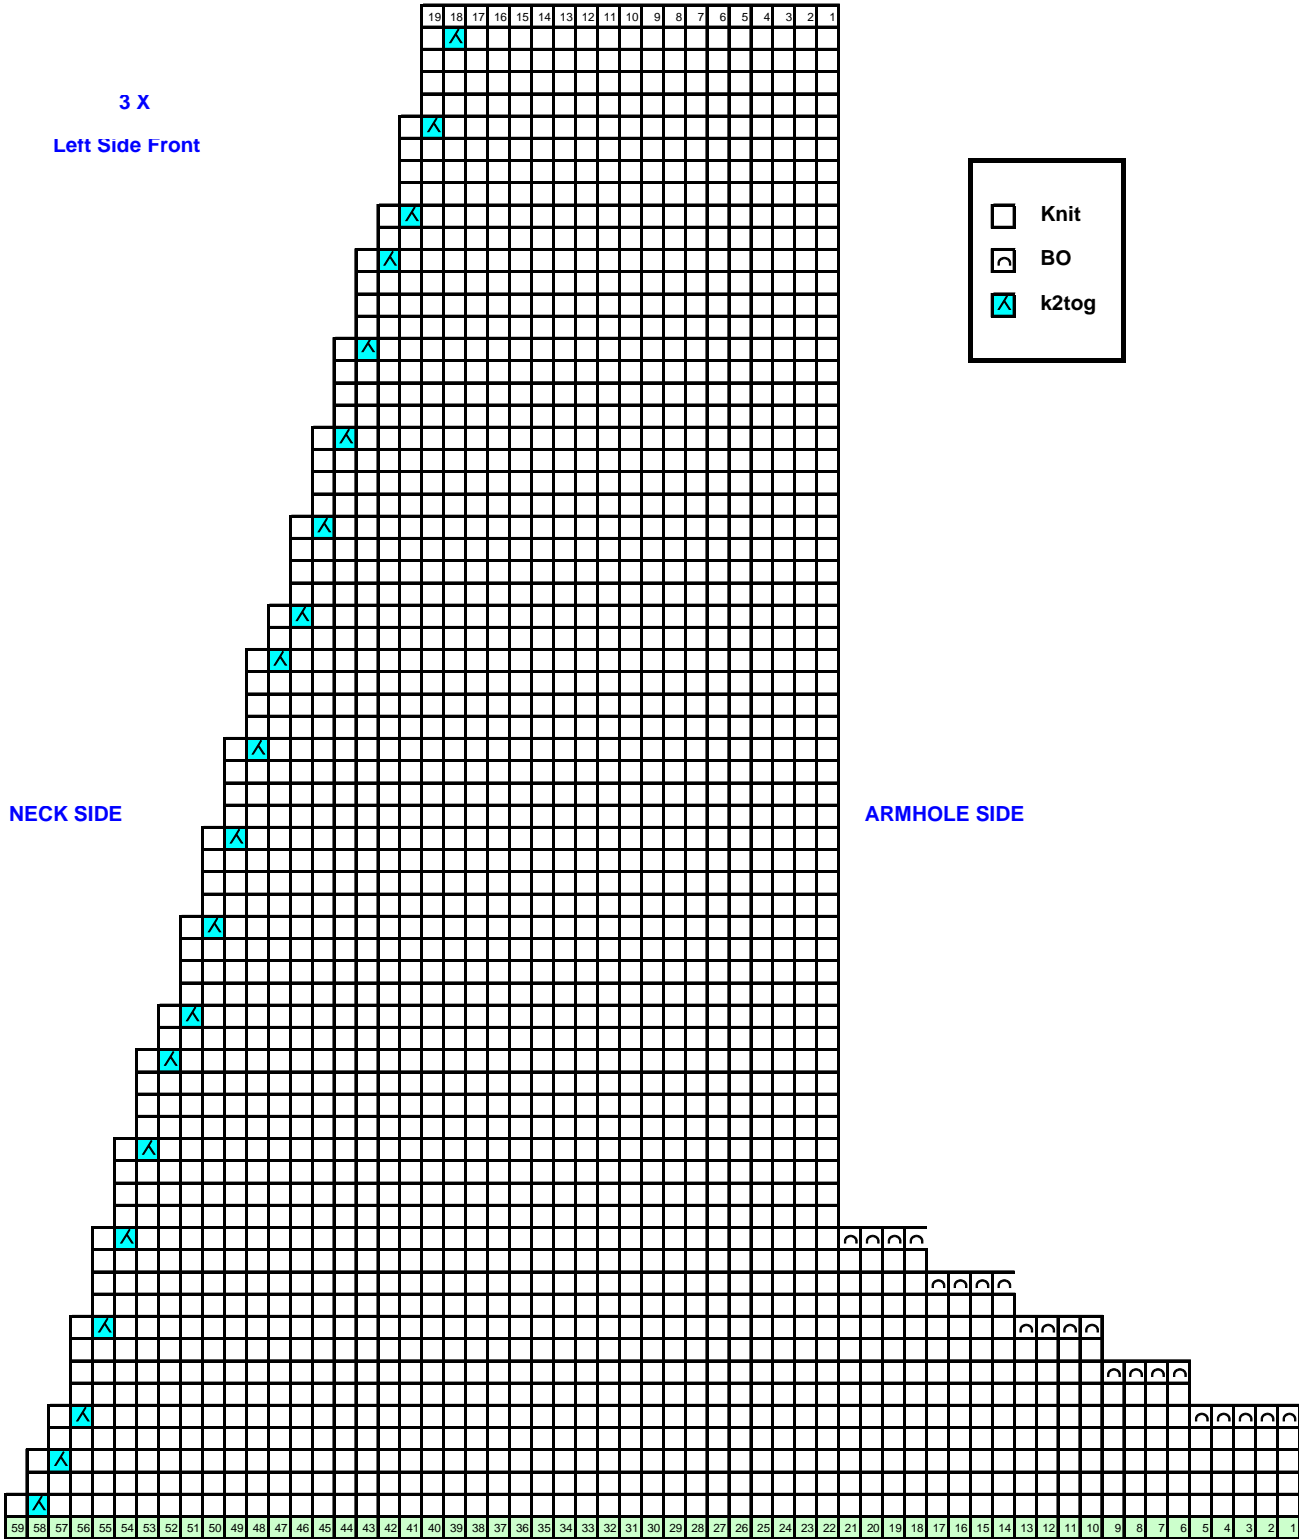 19 18 17 16 15 14 13 12 11 10 9 8 7 6 5 4 3 2 1
3 X
Left Side Front
Knit
BO
k2tog
NECK SIDE
ARMHOLE SIDE
59 58 57 56 55 54 53 52 51 50 49 48 47 46 45 44 43 42 41 40 39 38 37 36 35 34 33 32 31 30 29 28 27 26 25 24 23 22 21 20 19 18 17 16 15 14 13 12 11 10 9 8 7 6 5 4 3 2 1